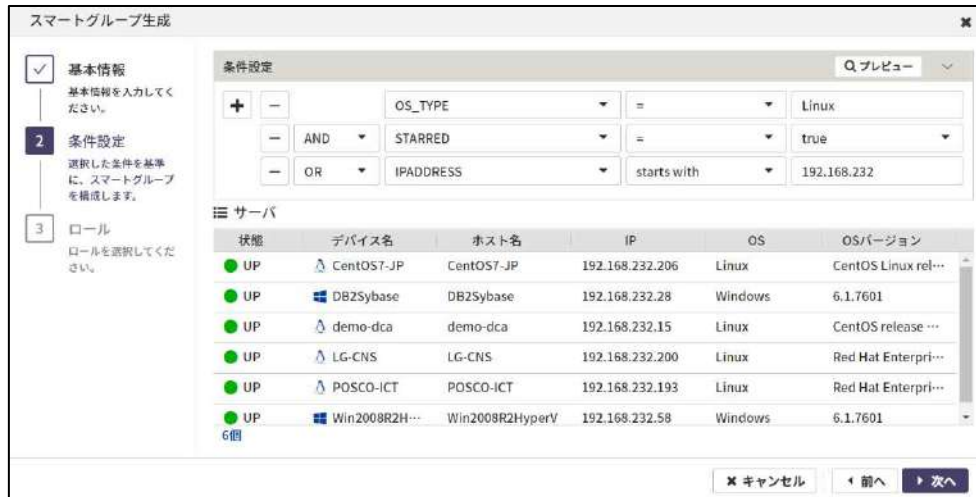 スマートグループ生成
基本情報
基本情報を入力してく
ださい。
2
条件設定
選択した条件を基準
に、スマートグループ
を構成します。
3
ロール
ロールを選択してくだ
さい。
条件設定
プレビュー
OS_TYPE = Linux
AND STARRED = true
OR IPADDRESS starts with 192.168.232
サーバ
状態 デバイス名 ホスト名 IP OS OSバージョン
UP CentOS7-JP CentOS7-JP 192.168.232.206 Linux CentOS Linux rel…
UP DB2Sybase DB2Sybase 192.168.232.28 Windows 6.1.7601
UP demo-dca demo-dca 192.168.232.15 Linux CentOS release …
UP LG-CNS LG-CNS 192.168.232.200 Linux Red Hat Enterpri…
UP POSCO-ICT POSCO-ICT 192.168.232.193 Linux Red Hat Enterpri…
UP Win2008R2H… Win2008R2HyperV 192.168.232.58 Windows 6.1.7601
6個
キャンセル 前へ 次へ